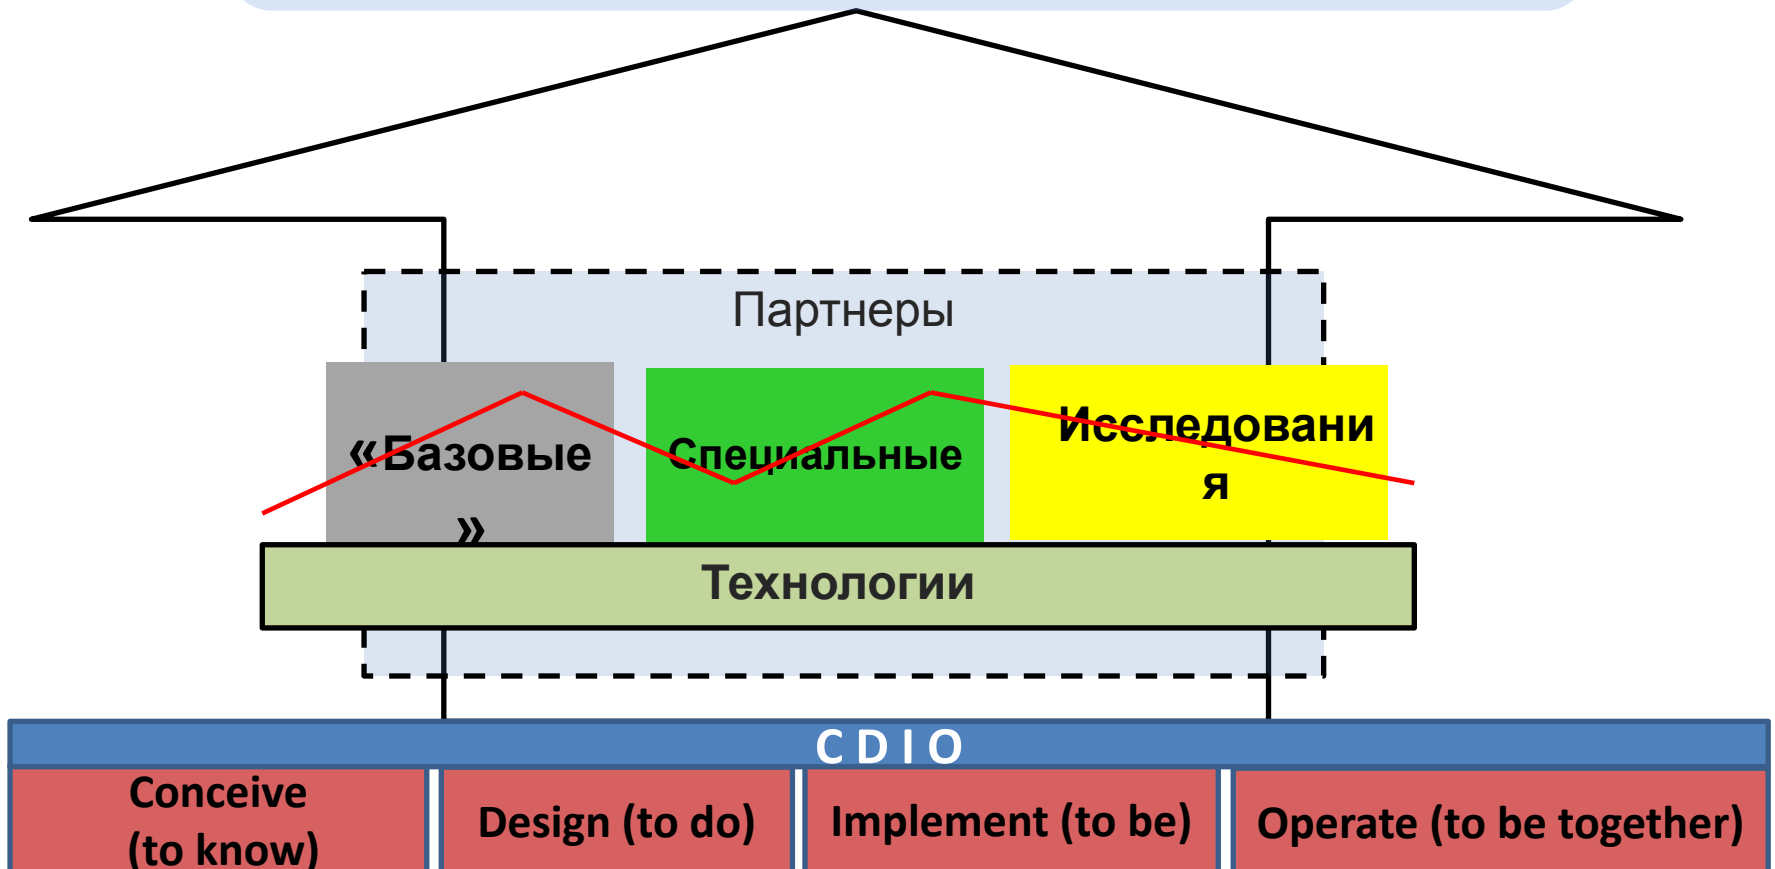 Партнеры
«Базовые
»
Специальные
Исследовани
я
Технологии
C D I O
Conceive
(to know)
Design (to do)
Implement (to be)
Operate (to be together)